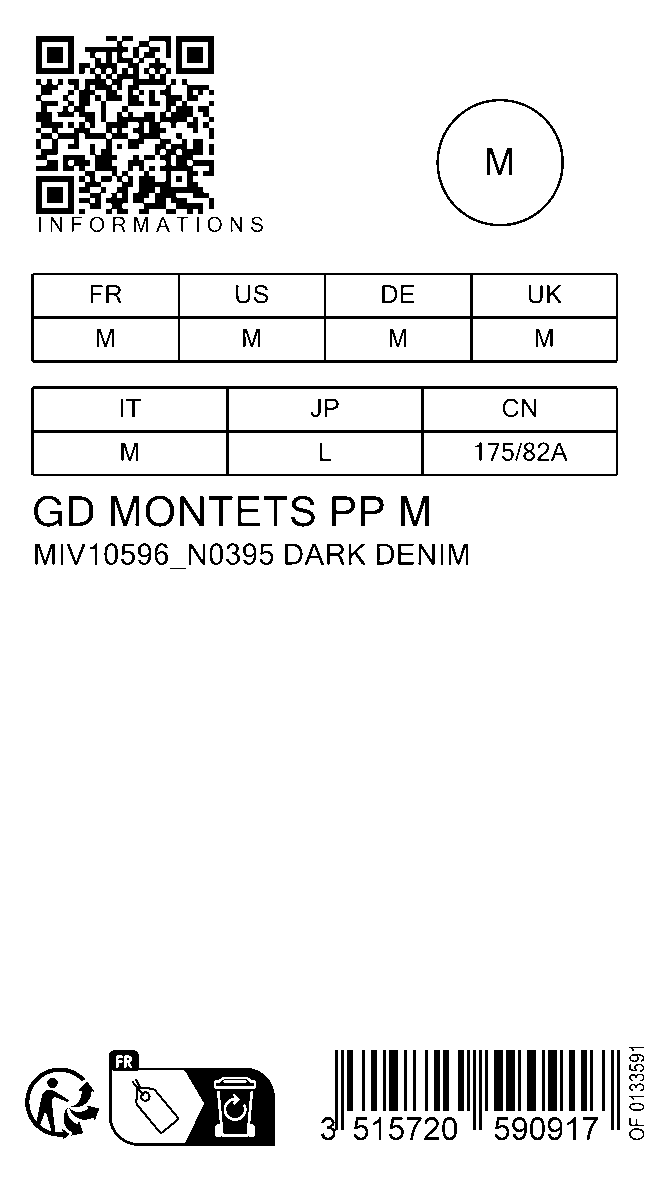 INFORMATIONS
M
FR US DE UK
M M M M
IT JP CN
M L 175/82A
GD MONTETS PP M
MIV10596_N0395 DARK DENIM
FR
3 515720 590917
OF 0133591